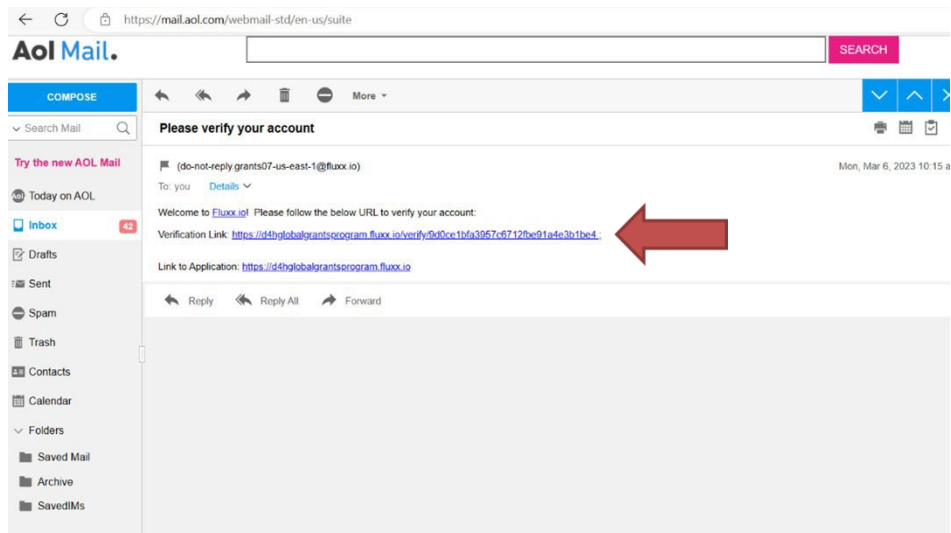 https://mail.aol.com/webmail-std/en-us/suite
Aol Mail.
SEARCH
COMPOSE
More
Search Mail
Please verify your account
Try the new AOL Mail
(do-not-reply.grants07-us-east-1@fluxx.io)
Mon, Mar 6, 2023 10:15 a
To: you Details
Aol. Today on AOL
Welcome to Fluxx.io! Please follow the below URL to verify your account:
Inbox 42
Verification Link: https://d4hglobalgrantsprogram.fluxx.io/verify/9d0ce1bfa3957c6712fbe91a4e3b1be4 ;
Drafts
Link to Application: https://d4hglobalgrantsprogram.fluxx.io
Sent
Reply Reply All Forward
Spam
Trash
Contacts
Calendar
Folders
Saved Mail
Archive
SavedIMs